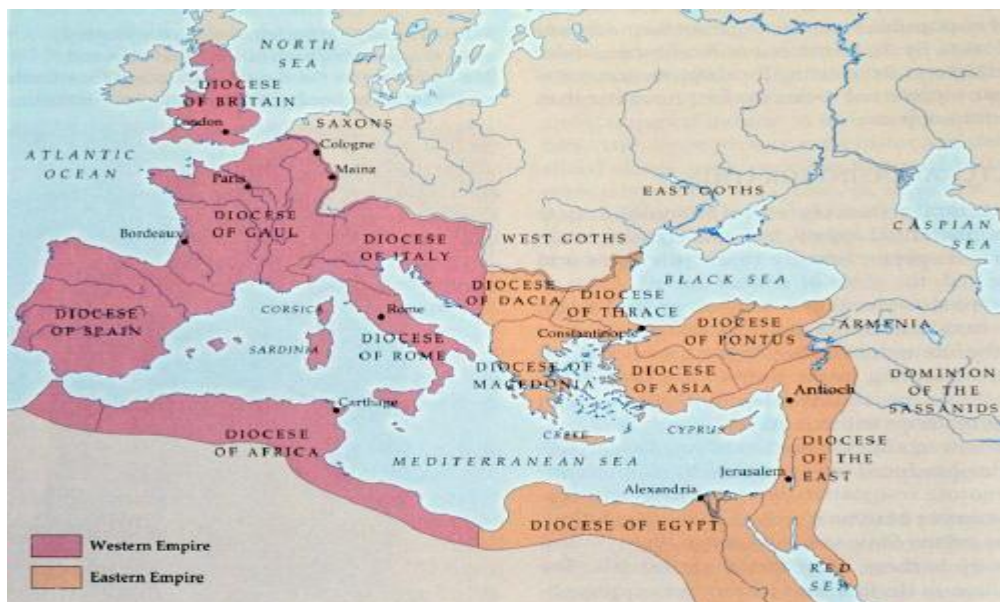 NORTH
SEA
DIOCESE
OF BRITAIN
London
SAXONS
Cologne
Mainz
ATLANTIC
OCEAN
Paris
DIOCESE
OF GAUL
Bordeaux
EAST GOTHS
CASPIAN
SEA
WEST GOTHS
DIOCESE
OF ITALY
BLACK SEA
DIOCESE
OF DACIA
DIOCESE
OF THRACE
Constantinople
DIOCESE
OF SPAIN
CORSICA
Rome
SARDINIA
DIOCESE
OF ROME
DIOCESE
OF PONTUS
ARMENIA
DIOCESE OF
MACEDONIA
DIOCESE
OF ASIA
DOMINION
OF THE
SASSANIDS
Antioch
Carthage
DIOCESE
OF AFRICA
CRETE
CYPRUS
DIOCESE
OF THE
EAST
MEDITERRANEAN SEA
Jerusalem
Alexandria
DIOCESE OF EGYPT
RED
SEA
Western Empire
Eastern Empire